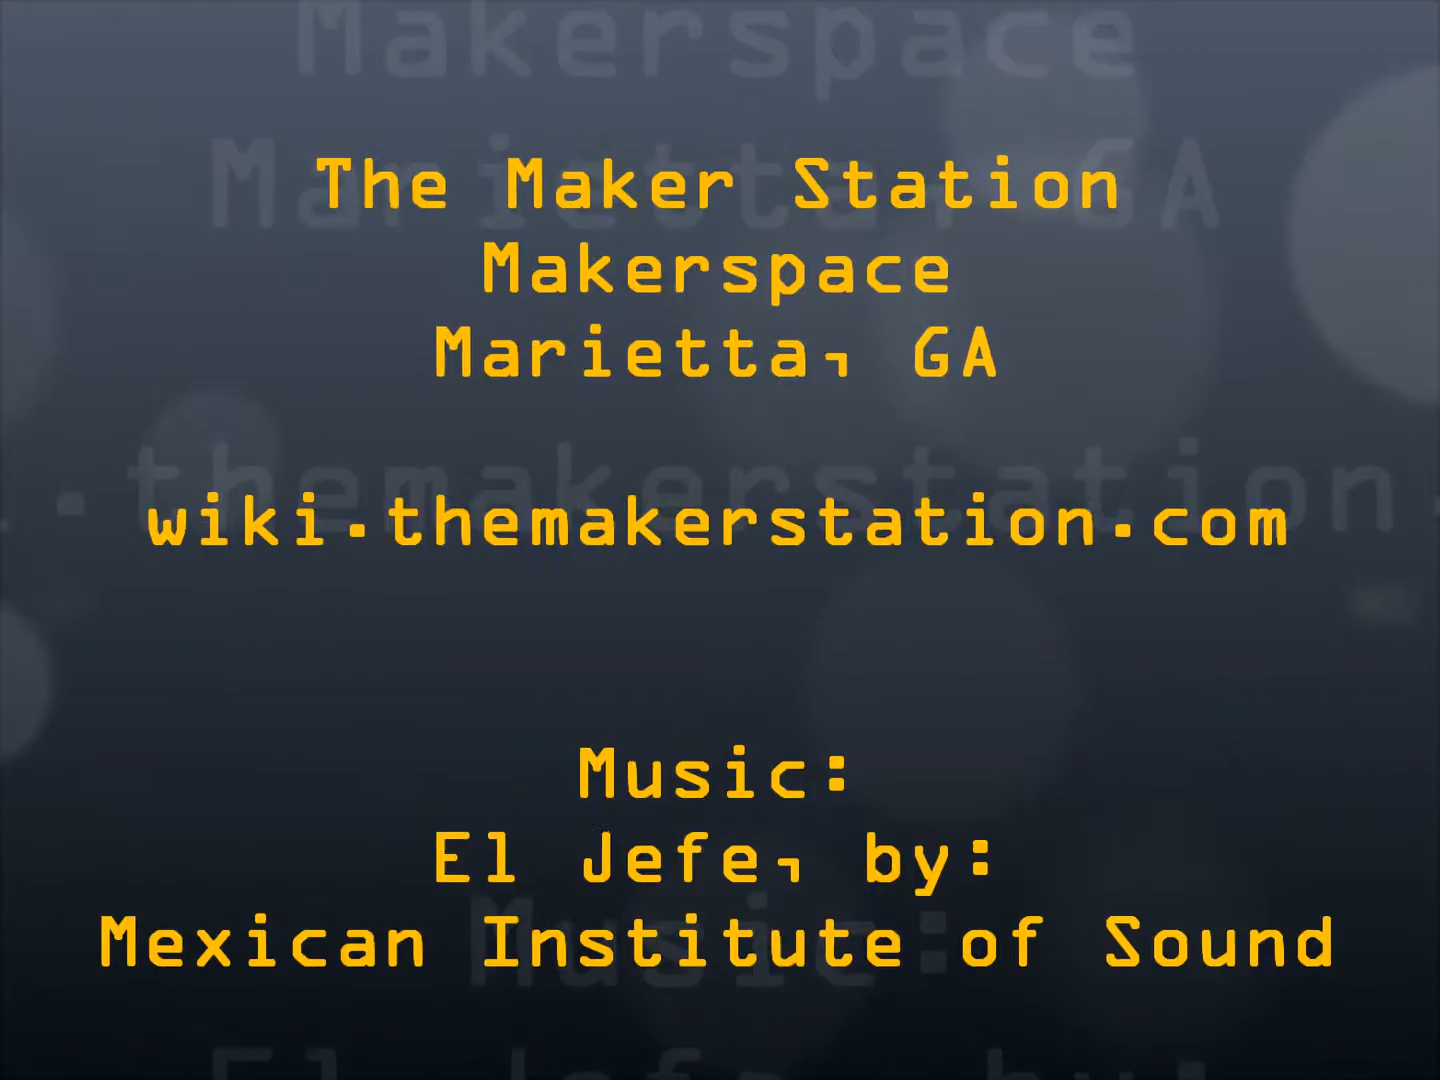 The Maker Station
Makerspace
Marietta, GA
wiki.themakerstation.com
Music:
El Jefe, by:
Mexican Institute of Sound